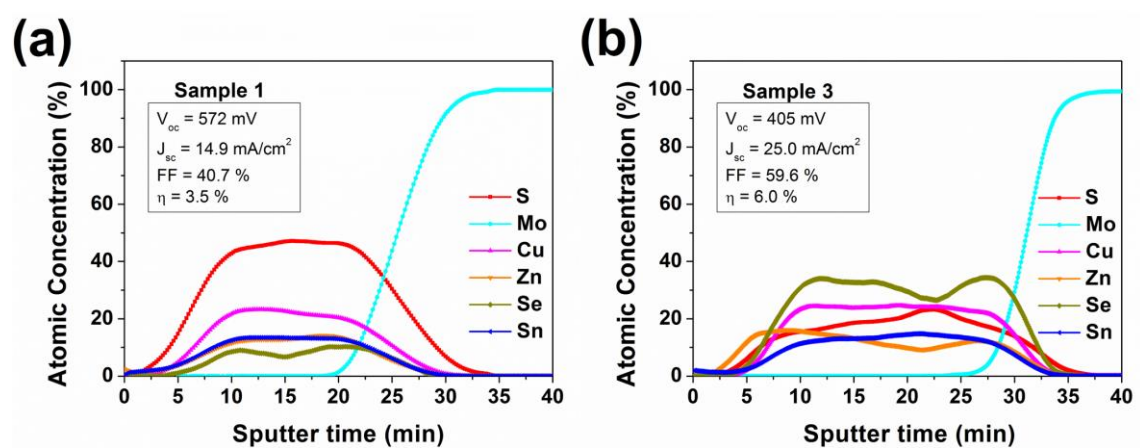 (a)
Atomic Concentration (%)
100
80
60
40
20
0
Sample 1
V_oc = 572 mV
J_sc = 14.9 mA/cm²
FF = 40.7 %
η = 3.5 %
S
Mo
Cu
Zn
Se
Sn
0 5 10 15 20 25 30 35 40
Sputter time (min)
(b)
Atomic Concentration (%)
100
80
60
40
20
0
Sample 3
V_oc = 405 mV
J_sc = 25.0 mA/cm²
FF = 59.6 %
η = 6.0 %
S
Mo
Cu
Zn
Se
Sn
0 5 10 15 20 25 30 35 40
Sputter time (min)